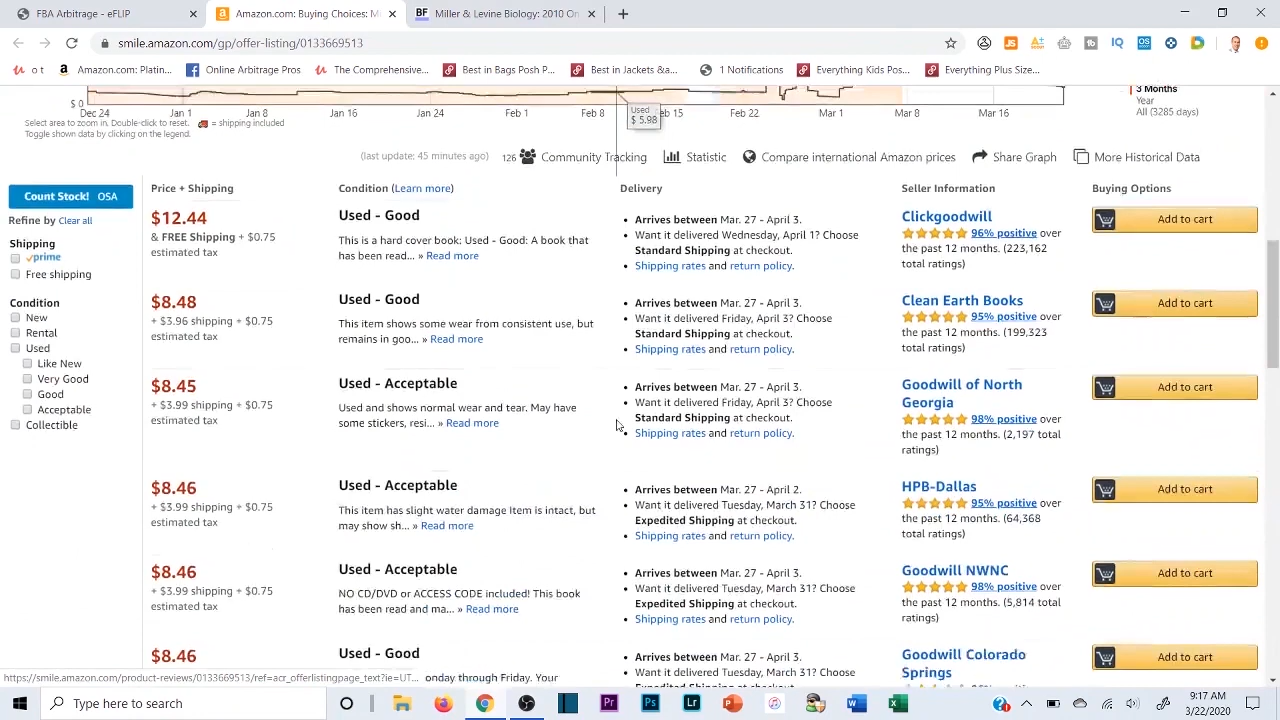 FBA Arbitrage - eFLIP
Amazon.com: Buying Choices: M
Miller & Levine Biology: 2010 On
smile.amazon.com/gp/offer-listing/0133669513
o t
Amazon.com: Platin...
Online Arbitrage Pros
The Comprehensive...
Best in Bags Posh P...
Best in Jackets &a...
1 Notifications
Everything Kids Pos...
Everything Plus Size...
$ 0
Dec 24
Jan 1
Jan 8
Jan 16
Jan 24
Feb 1
Feb 8
Feb 15
Feb 22
Mar 1
Mar 8
Mar 16
Used
$ 5.98
3 Months
Year
All (3285 days)
Select area to zoom in. Double-click to reset. = shipping included
Toggle shown data by clicking on the legend.
(last update: 45 minutes ago)
126 Community Tracking
Statistic
Compare international Amazon prices
Share Graph
More Historical Data
Count Stock! OSA
Refine by Clear all
Shipping
prime
Free shipping
Condition
New
Rental
Used
Like New
Very Good
Good
Acceptable
Collectible
Price + Shipping
Condition (Learn more)
Delivery
Seller Information
Buying Options
$12.44
& FREE Shipping + $0.75
estimated tax
Used - Good
This is a hard cover book: Used - Good: A book that
has been read... » Read more
Arrives between Mar. 27 - April 3.
Want it delivered Wednesday, April 1? Choose
Standard Shipping at checkout.
Shipping rates and return policy.
Clickgoodwill
96% positive over
the past 12 months. (223,162
total ratings)
Add to cart
$8.48
+ $3.96 shipping + $0.75
estimated tax
Used - Good
This item shows some wear from consistent use, but
remains in goo... » Read more
Arrives between Mar. 27 - April 3.
Want it delivered Friday, April 3? Choose
Standard Shipping at checkout.
Shipping rates and return policy.
Clean Earth Books
95% positive over
the past 12 months. (199,323
total ratings)
Add to cart
$8.45
+ $3.99 shipping + $0.75
estimated tax
Used - Acceptable
Used and shows normal wear and tear. May have
some stickers, resi... » Read more
Arrives between Mar. 27 - April 3.
Want it delivered Friday, April 3? Choose
Standard Shipping at checkout.
Shipping rates and return policy.
Goodwill of North
Georgia
98% positive over
the past 12 months. (2,197 total
ratings)
Add to cart
$8.46
+ $3.99 shipping + $0.75
estimated tax
Used - Acceptable
This item has slight water damage Item is intact, but
may show sh... » Read more
Arrives between Mar. 27 - April 2.
Want it delivered Tuesday, March 31? Choose
Expedited Shipping at checkout.
Shipping rates and return policy.
HPB-Dallas
95% positive over
the past 12 months. (64,368
total ratings)
Add to cart
$8.46
+ $3.99 shipping + $0.75
estimated tax
Used - Acceptable
NO CD/DVD or ACCESS CODE included! This book
has been read and ma... » Read more
Arrives between Mar. 27 - April 3.
Want it delivered Tuesday, March 31? Choose
Expedited Shipping at checkout.
Shipping rates and return policy.
Goodwill NWNC
98% positive over
the past 12 months. (5,814 total
ratings)
Add to cart
$8.46
Used - Good
onday through Friday. Your
Arrives between Mar. 27 - April 3.
Want it delivered Tuesday, March 31? Choose
Goodwill Colorado
Springs
Add to cart
https://smile.amazon.com/product-reviews/0133669513/ref=acr_offerlistingpage_text?ie=UT...
Type here to search
9:17 AM
3/22/2020